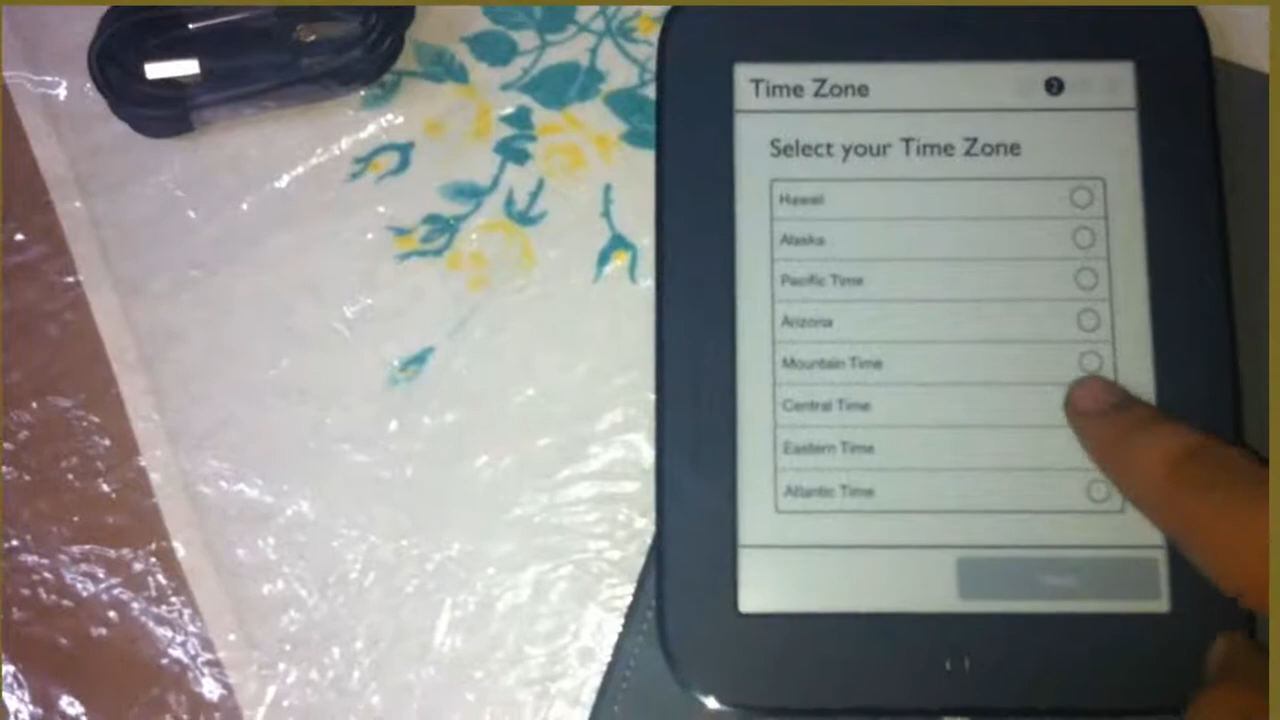 Time Zone 2
Select your Time Zone
Hawaii
Alaska
Pacific Time
Arizona
Mountain Time
Central Time
Eastern Time
Atlantic Time